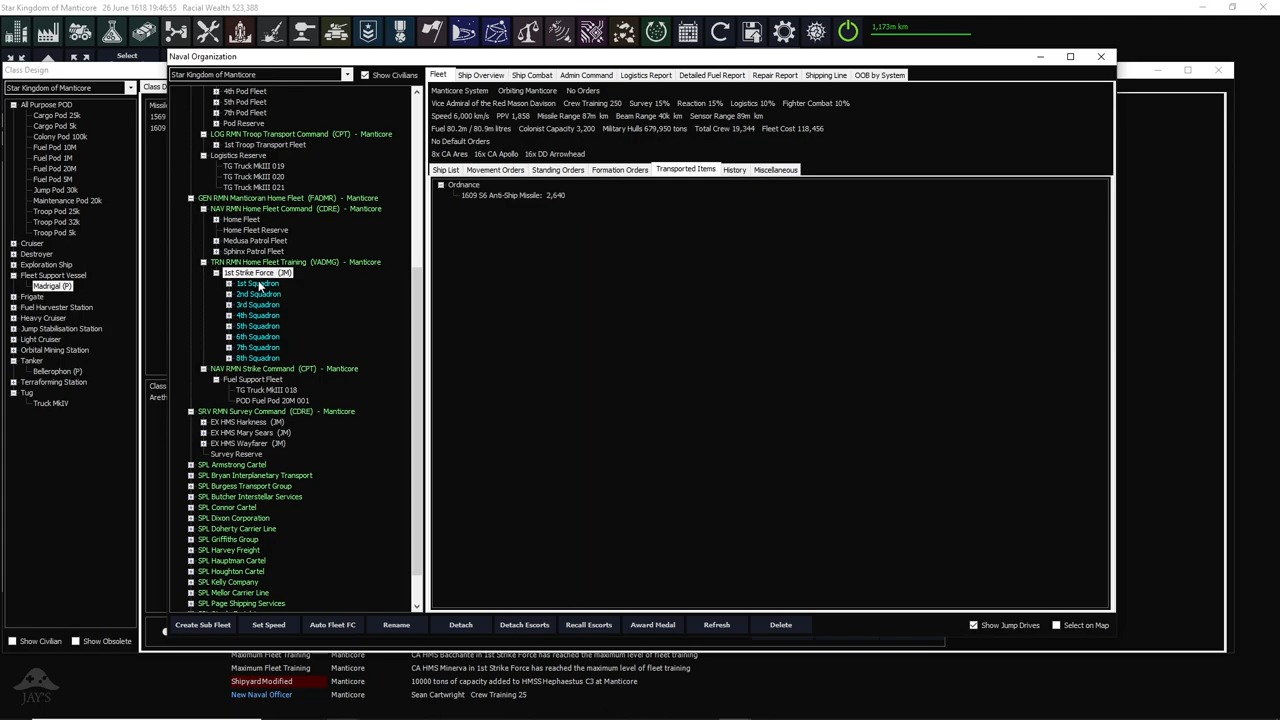 Star Kingdom of Manticore   26 June 1618 19:46:55   Racial Wealth 523,388
1,173m km
Select
Class Design
Star Kingdom of Manticore
Class D
All Purpose POD
Cargo Pod 25k
Cargo Pod 5k
Colony Pod 100k
Fuel Pod 10M
Fuel Pod 1M
Fuel Pod 20M
Fuel Pod 5M
Jump Pod 30k
Maintenance Pod 20k
Troop Pod 25k
Troop Pod 32k
Troop Pod 5k
Cruiser
Destroyer
Exploration Ship
Fleet Support Vessel
Madrigal (P)
Frigate
Fuel Harvester Station
Heavy Cruiser
Jump Stabilisation Station
Light Cruiser
Orbital Mining Station
Tanker
Bellerophon (P)
Terraforming Station
Tug
Truck MkIV
Show Civilian
Show Obsolete
Missile
1569
1609
Class
Areth
Naval Organization
Star Kingdom of Manticore
Show Civilians
4th Pod Fleet
5th Pod Fleet
7th Pod Fleet
Pod Reserve
LOG RMN Troop Transport Command (CPT) - Manticore
1st Troop Transport Fleet
Logistics Reserve
TG Truck MkIII 019
TG Truck MkIII 020
TG Truck MkIII 021
GEN RMN Manticoran Home Fleet (FADMR) - Manticore
NAV RMN Home Fleet Command (CDRE) - Manticore
Home Fleet
Home Fleet Reserve
Medusa Patrol Fleet
Sphinx Patrol Fleet
TRN RMN Home Fleet Training (VADMG) - Manticore
1st Strike Force (JM)
1st Squadron
2nd Squadron
3rd Squadron
4th Squadron
5th Squadron
6th Squadron
7th Squadron
8th Squadron
NAV RMN Strike Command (CPT) - Manticore
Fuel Support Fleet
TG Truck MkIII 018
POD Fuel Pod 20M 001
SRV RMN Survey Command (CDRE) - Manticore
EX HMS Harkness (JM)
EX HMS Mary Sears (JM)
EX HMS Wayfarer (JM)
Survey Reserve
SPL Armstrong Cartel
SPL Bryan Interplanetary Transport
SPL Burgess Transport Group
SPL Butcher Interstellar Services
SPL Connor Cartel
SPL Dixon Corporation
SPL Doherty Carrier Line
SPL Griffiths Group
SPL Harvey Freight
SPL Hauptman Cartel
SPL Houghton Cartel
SPL Kelly Company
SPL Mellor Carrier Line
SPL Page Shipping Services
Fleet   Ship Overview   Ship Combat   Admin Command   Logistics Report   Detailed Fuel Report   Repair Report   Shipping Line   OOB by System
Manticore System   Orbiting Manticore   No Orders
Vice Admiral of the Red Mason Davison   Crew Training 250   Survey 15%   Reaction 15%   Logistics 10%   Fighter Combat 10%
Speed 6,000 km/s   PPV 1,858   Missile Range 87m km   Beam Range 40k km   Sensor Range 89m km
Fuel 80.2m / 80.9m litres   Colonist Capacity 3,200   Military Hulls 679,950 tons   Total Crew 19,344   Fleet Cost 118,456
No Default Orders
8x CA Ares   16x CA Apollo   16x DD Arrowhead
Ship List   Movement Orders   Standing Orders   Formation Orders   Transported Items   History   Miscellaneous
Ordnance
1609 S6 Anti-Ship Missile: 2,640
Create Sub Fleet   Set Speed   Auto Fleet FC   Rename   Detach   Detach Escorts   Recall Escorts   Award Medal   Refresh   Delete   Show Jump Drives   Select on Map
Maximum Fleet Training   Manticore   CA HMS Bacchante in 1st Strike Force has reached the maximum level of fleet training
Maximum Fleet Training   Manticore   CA HMS Minerva in 1st Strike Force has reached the maximum level of fleet training
ShipyardModified   Manticore   10000 tons of capacity added to HMSS Hephaestus C3 at Manticore
New Naval Officer   Manticore   Sean Cartwright   Crew Training 25
JAY'S